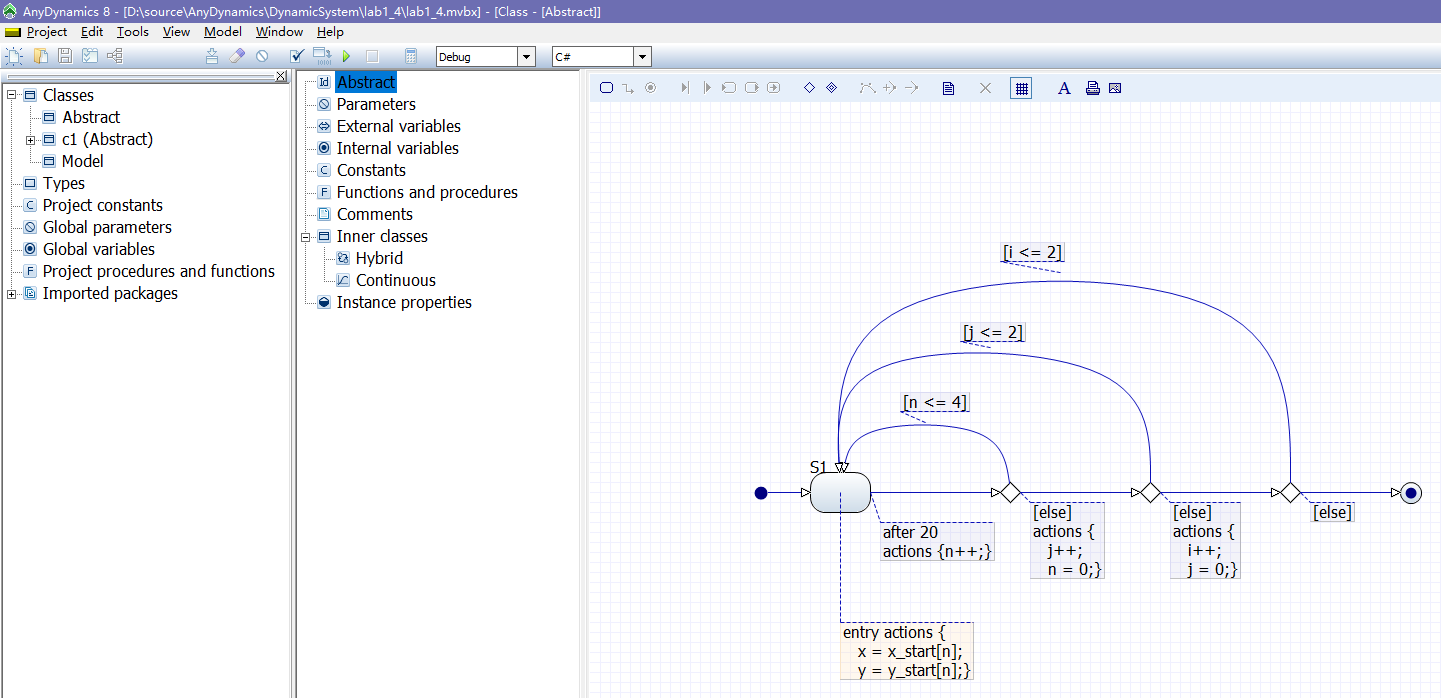 AnyDynamics 8 - [D:\source\AnyDynamics\DynamicSystem\lab1_4\lab1_4.mvbx] - [Class - [Abstract]]
Project Edit Tools View Model Window Help
Debug C#
Classes
Abstract
c1 (Abstract)
Model
Types
Project constants
Global parameters
Global variables
Project procedures and functions
Imported packages
Abstract
Parameters
External variables
Internal variables
Constants
Functions and procedures
Comments
Inner classes
Hybrid
Continuous
Instance properties
[i <= 2]
[j <= 2]
[n <= 4]
S1
after 20
actions {n++;}
[else]
actions {
j++;
n = 0;}
[else]
actions {
i++;
j = 0;}
[else]
entry actions {
x = x_start[n];
y = y_start[n];}